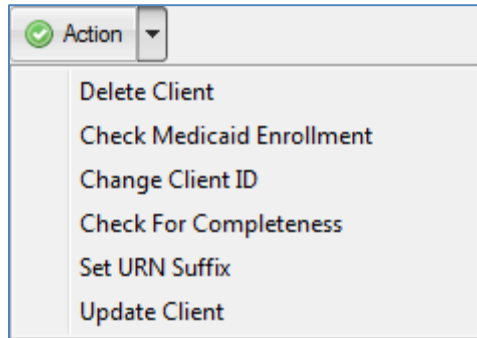 Action
Delete Client
Check Medicaid Enrollment
Change Client ID
Check For Completeness
Set URN Suffix
Update Client